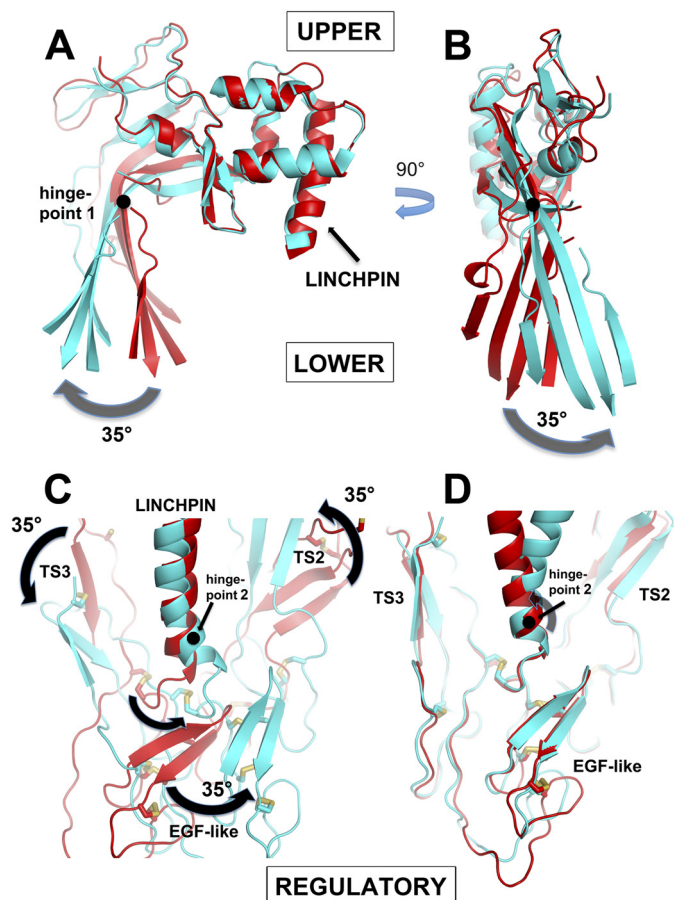 UPPER
A
B
hinge-
point 1
90°
LINCHPIN
LOWER
35°
35°
C
D
LINCHPIN
35°
35°
TS3
TS2
hinge-
point 2
TS3
hinge-
point 2
TS2
35°
EGF-like
EGF-like
REGULATORY